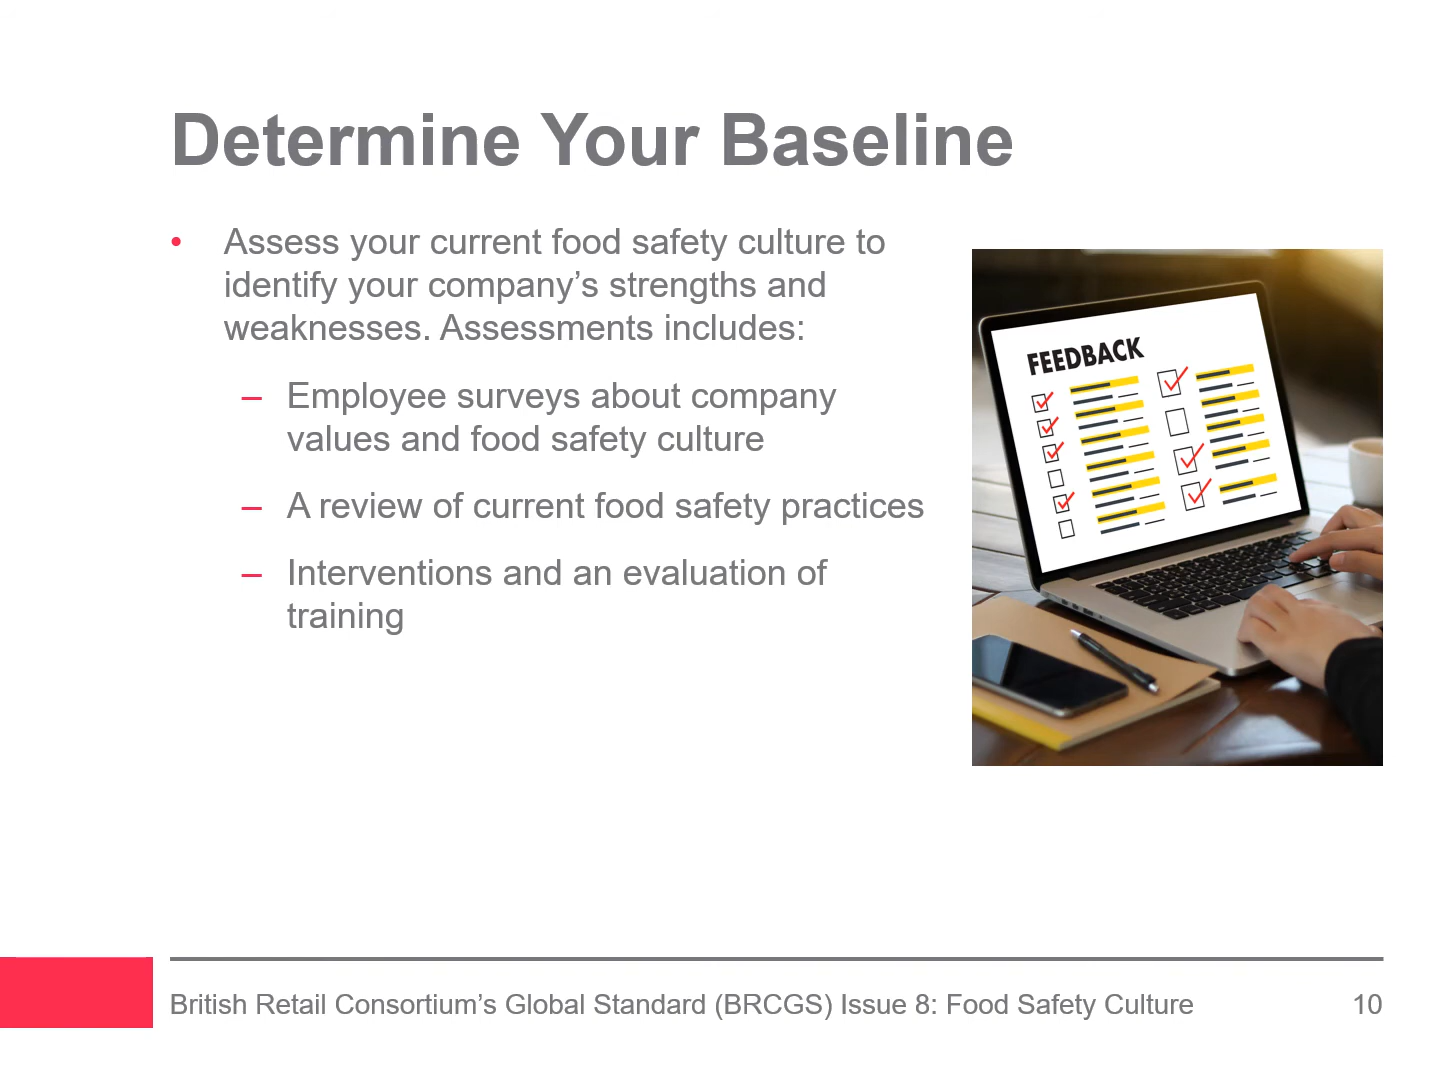 Determine Your Baseline
• Assess your current food safety culture to
identify your company’s strengths and
weaknesses. Assessments includes:
– Employee surveys about company
values and food safety culture
– A review of current food safety practices
– Interventions and an evaluation of
training
FEEDBACK
British Retail Consortium’s Global Standard (BRCGS) Issue 8: Food Safety Culture 10